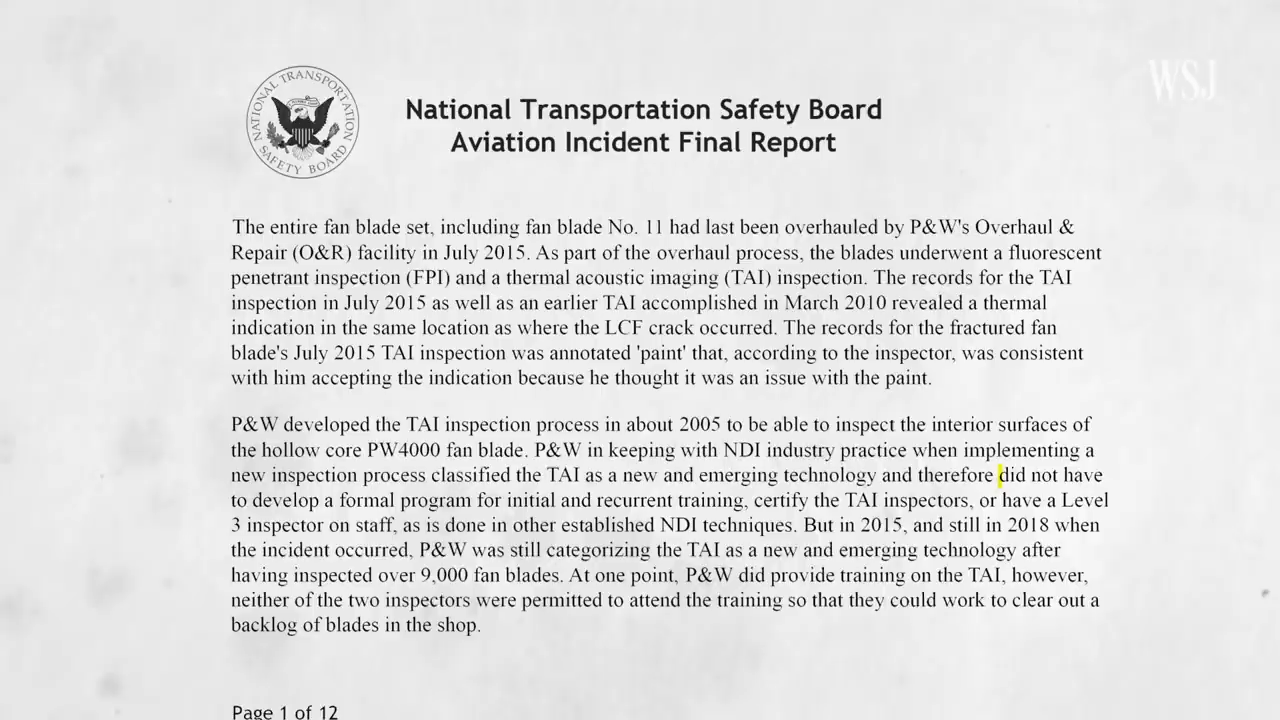 WSJ
NATIONAL TRANSPORTATION
SAFETY BOARD
National Transportation Safety Board
Aviation Incident Final Report
The entire fan blade set, including fan blade No. 11 had last been overhauled by P&W's Overhaul &
Repair (O&R) facility in July 2015. As part of the overhaul process, the blades underwent a fluorescent
penetrant inspection (FPI) and a thermal acoustic imaging (TAI) inspection. The records for the TAI
inspection in July 2015 as well as an earlier TAI accomplished in March 2010 revealed a thermal
indication in the same location as where the LCF crack occurred. The records for the fractured fan
blade's July 2015 TAI inspection was annotated 'paint' that, according to the inspector, was consistent
with him accepting the indication because he thought it was an issue with the paint.
P&W developed the TAI inspection process in about 2005 to be able to inspect the interior surfaces of
the hollow core PW4000 fan blade. P&W in keeping with NDI industry practice when implementing a
new inspection process classified the TAI as a new and emerging technology and therefore did not have
to develop a formal program for initial and recurrent training, certify the TAI inspectors, or have a Level
3 inspector on staff, as is done in other established NDI techniques. But in 2015, and still in 2018 when
the incident occurred, P&W was still categorizing the TAI as a new and emerging technology after
having inspected over 9,000 fan blades. At one point, P&W did provide training on the TAI, however,
neither of the two inspectors were permitted to attend the training so that they could work to clear out a
backlog of blades in the shop.
Page 1 of 12